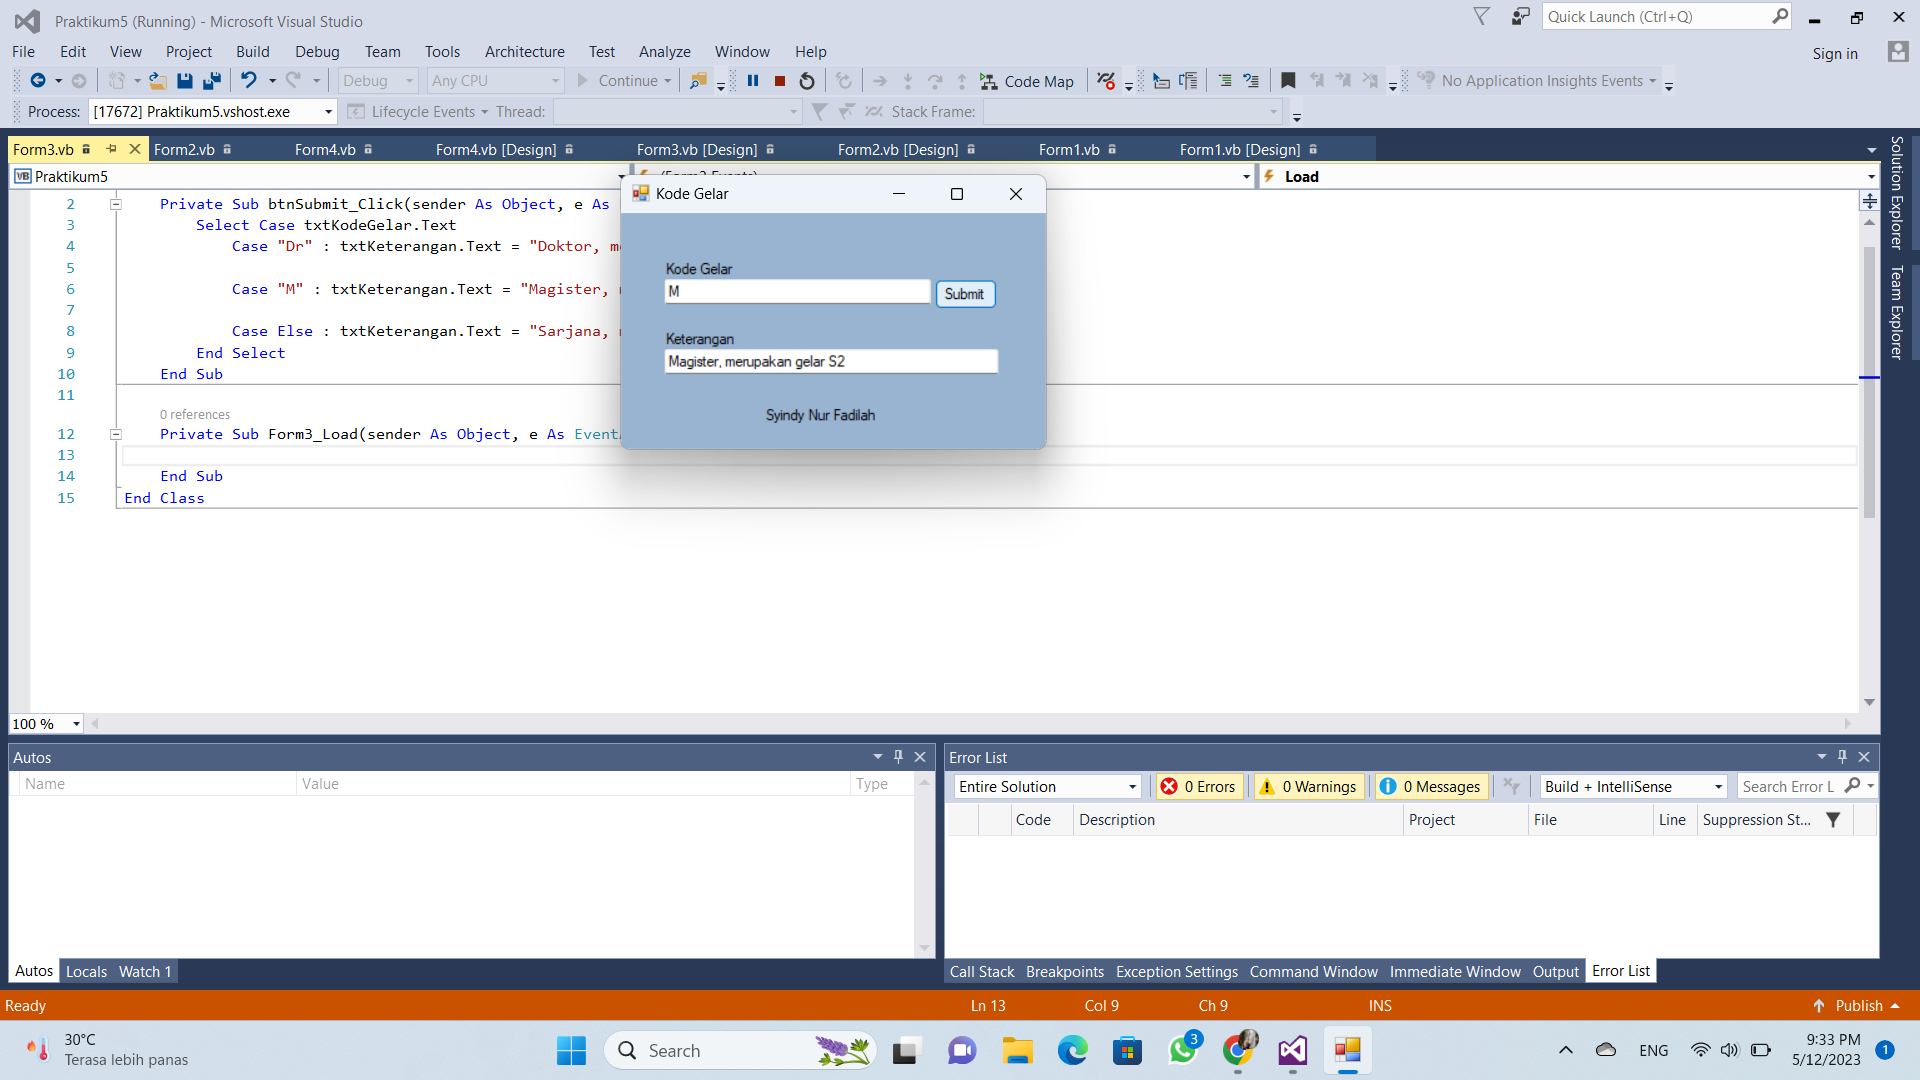 Praktikum5 (Running) - Microsoft Visual Studio
Quick Launch (Ctrl+Q)
File Edit View Project Build Debug Team Tools Architecture Test Analyze Window Help
Sign in
Debug Any CPU Continue Code Map No Application Insights Events
Process: [17672] Praktikum5.vshost.exe Lifecycle Events Thread: Stack Frame:
Form3.vb Form2.vb Form4.vb Form4.vb [Design] Form3.vb [Design] Form2.vb [Design] Form1.vb Form1.vb [Design]
Praktikum5 Load
Solution Explorer
Team Explorer
2 Private Sub btnSubmit_Click(sender As Object, e As
3 Select Case txtKodeGelar.Text
4 Case "Dr" : txtKeterangan.Text = "Doktor,
5
6 Case "M" : txtKeterangan.Text = "Magister,
7
8 Case Else : txtKeterangan.Text = "Sarjana,
9 End Select
10 End Sub
11
0 references
12 Private Sub Form3_Load(sender As Object, e As
13
14 End Sub
15 End Class
Kode Gelar
Kode Gelar
M
Submit
Keterangan
Magister, merupakan gelar S2
Syindy Nur Fadilah
100 %
Autos
Name Value Type
Autos Locals Watch 1
Error List
Entire Solution 0 Errors 0 Warnings 0 Messages Build + IntelliSense Search Error L
Code Description Project File Line Suppression St...
Call Stack Breakpoints Exception Settings Command Window Immediate Window Output Error List
Ready Ln 13 Col 9 Ch 9 INS Publish
30°C
Terasa lebih panas
Search
3
ENG
9:33 PM
5/12/2023
1